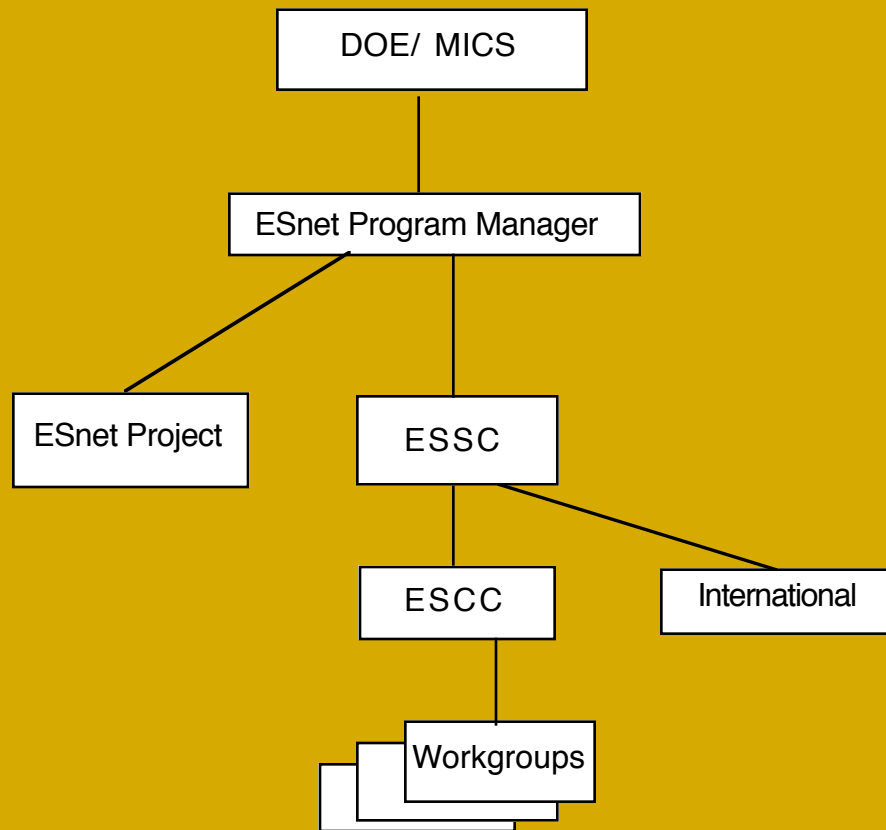 DOE/ MICS
ESnet Program Manager
ESnet Project
ESSC
ESCC
International
Workgroups